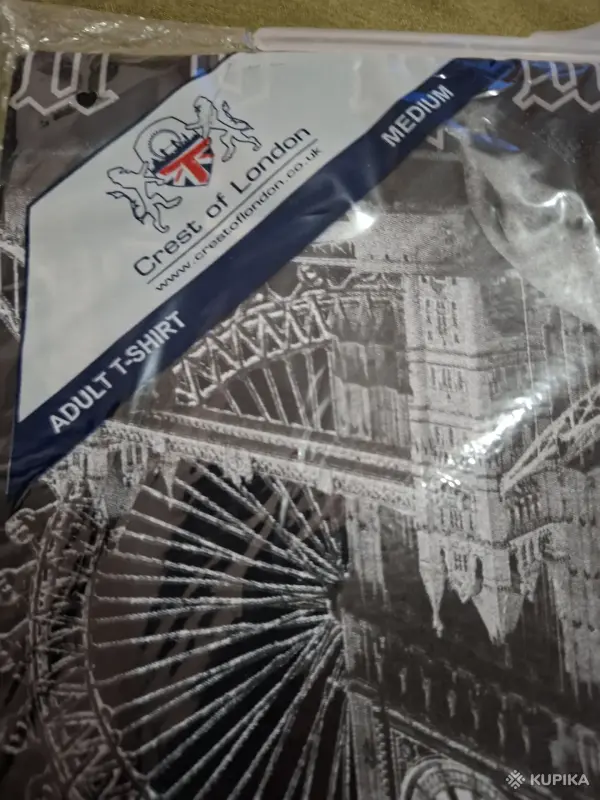 Crest of London
www.crestoflondon.co.uk
MEDIUM
ADULT T-SHIRT
KUPIKA